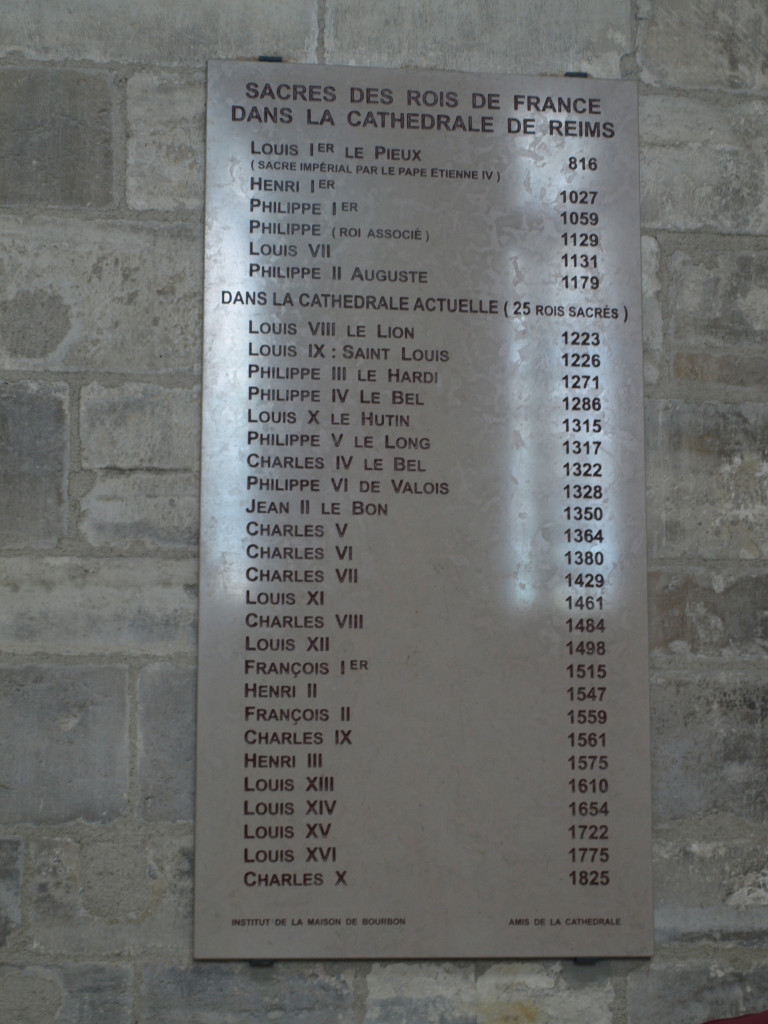 SACRES DES ROIS DE FRANCE
DANS LA CATHEDRALE DE REIMS
LOUIS IER LE PIEUX 816
( SACRE IMPÉRIAL PAR LE PAPE ETIENNE IV )
HENRI IER 1027
PHILIPPE IER 1059
PHILIPPE ( ROI ASSOCIÉ ) 1129
LOUIS VII 1131
PHILIPPE II AUGUSTE 1179
DANS LA CATHEDRALE ACTUELLE ( 25 ROIS SACRÉS )
LOUIS VIII LE LION 1223
LOUIS IX : SAINT LOUIS 1226
PHILIPPE III LE HARDI 1271
PHILIPPE IV LE BEL 1286
LOUIS X LE HUTIN 1315
PHILIPPE V LE LONG 1317
CHARLES IV LE BEL 1322
PHILIPPE VI DE VALOIS 1328
JEAN II LE BON 1350
CHARLES V 1364
CHARLES VI 1380
CHARLES VII 1429
LOUIS XI 1461
CHARLES VIII 1484
LOUIS XII 1498
FRANÇOIS IER 1515
HENRI II 1547
FRANÇOIS II 1559
CHARLES IX 1561
HENRI III 1575
LOUIS XIII 1610
LOUIS XIV 1654
LOUIS XV 1722
LOUIS XVI 1775
CHARLES X 1825
INSTITUT DE LA MAISON DE BOURBON AMIS DE LA CATHEDRALE